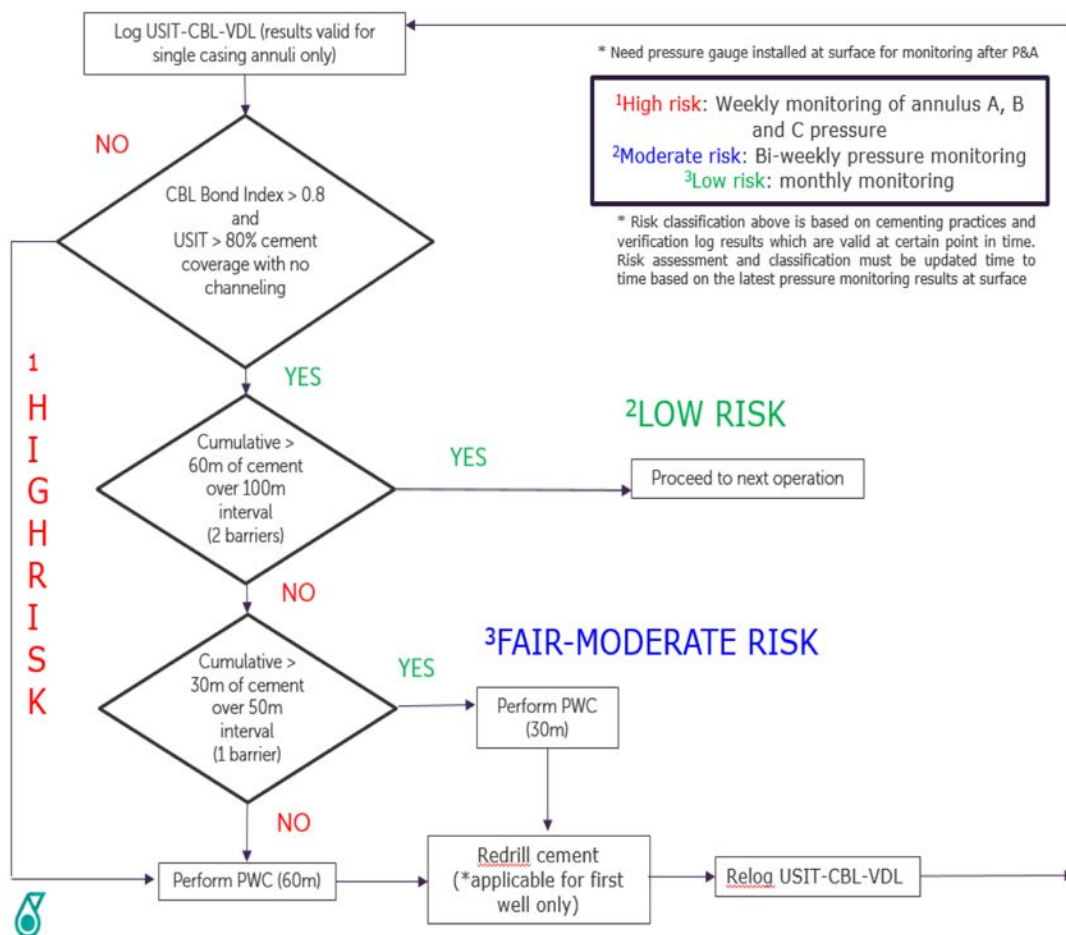 Log USIT-CBL-VDL (results valid for
single casing annuli only)
* Need pressure gauge installed at surface for monitoring after P&A
¹High risk: Weekly monitoring of annulus A, B
and C pressure
²Moderate risk: Bi-weekly pressure monitoring
³Low risk: monthly monitoring
* Risk classification above is based on cementing practices and
verification log results which are valid at certain point in time.
Risk assessment and classification must be updated time to
time based on the latest pressure monitoring results at surface
NO
CBL Bond Index > 0.8
and
USIT > 80% cement
coverage with no
channeling
YES
¹
H
I
G
H
R
I
S
K
Cumulative >
60m of cement
over 100m
interval
(2 barriers)
YES
²LOW RISK
Proceed to next operation
NO
Cumulative >
30m of cement
over 50m
interval
(1 barrier)
YES
³FAIR-MODERATE RISK
Perform PWC
(30m)
NO
Perform PWC (60m)
Redrill cement
(*applicable for first
well only)
Relog USIT-CBL-VDL